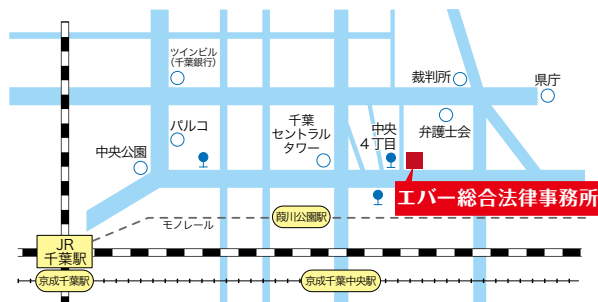 ツインビル
（千葉銀行）
裁判所
県庁
パルコ
千葉
セントラル
タワー
中央
４丁目
弁護士会
中央公園
エバー総合法律事務所
葭川公園駅
モノレール
JR
千葉駅
京成千葉駅
京成千葉中央駅